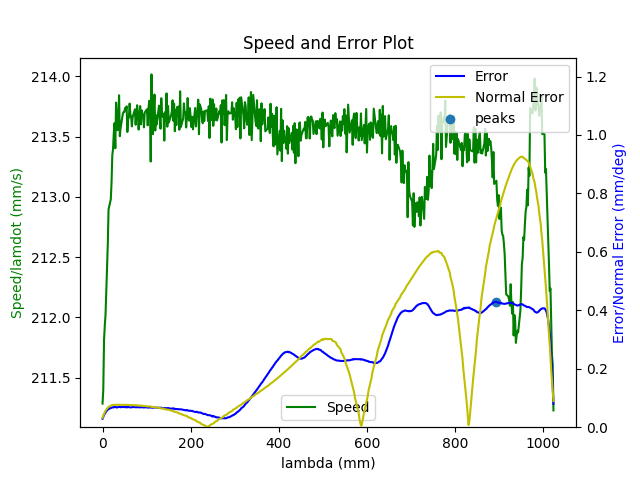 Speed and Error Plot
Speed/lamdot (mm/s)
214.0
213.5
213.0
212.5
212.0
211.5
Error
Normal Error
peaks
Speed
1.2
1.0
0.8
0.6
0.4
0.2
0.0
Error/Normal Error (mm/deg)
0 200 400 600 800 1000
lambda (mm)